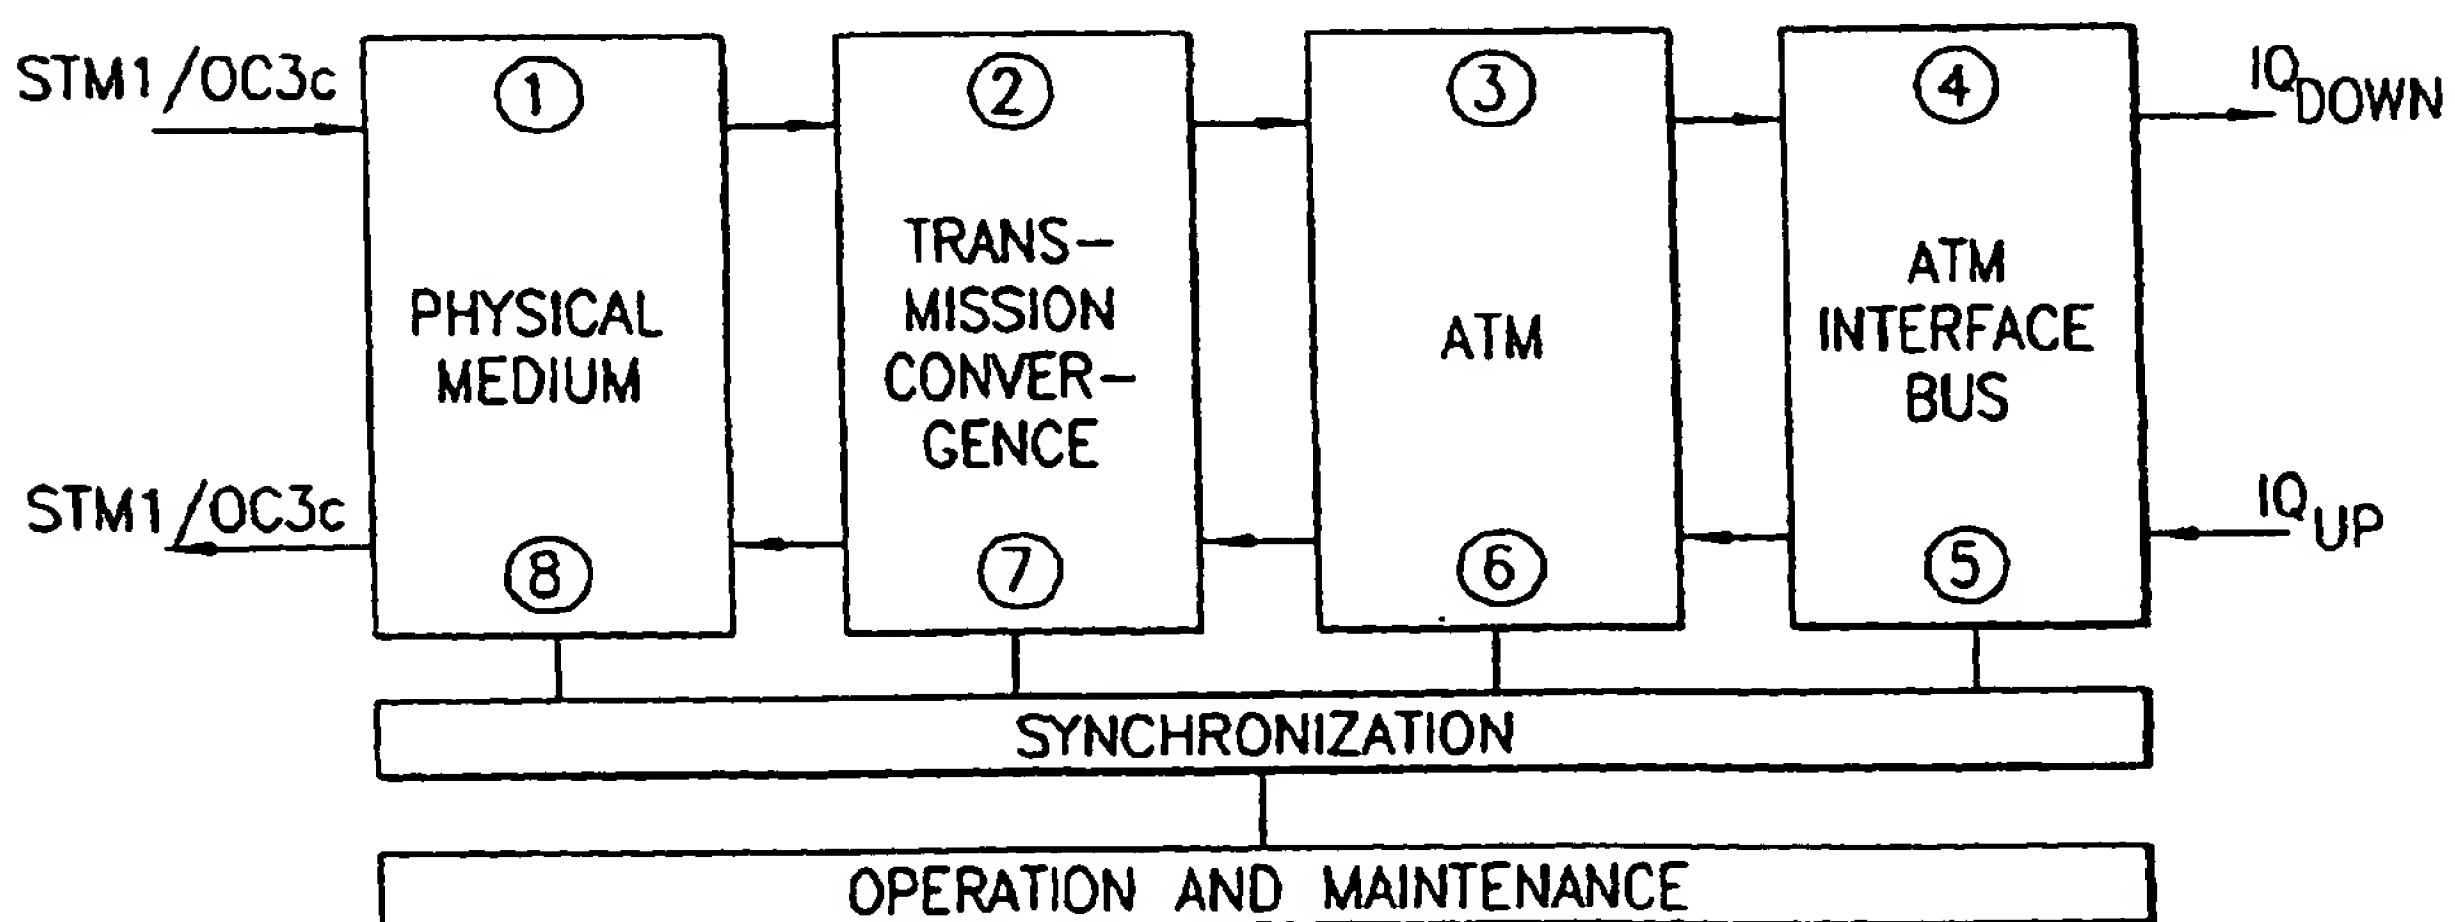 STM1/OC3c
1
2
3
4
IQDOWN
TRANS-
MISSION
CONVER-
GENCE
PHYSICAL
MEDIUM
ATM
ATM
INTERFACE
BUS
STM1/OC3c
8
7
6
5
IQUP
SYNCHRONIZATION
OPERATION AND MAINTENANCE